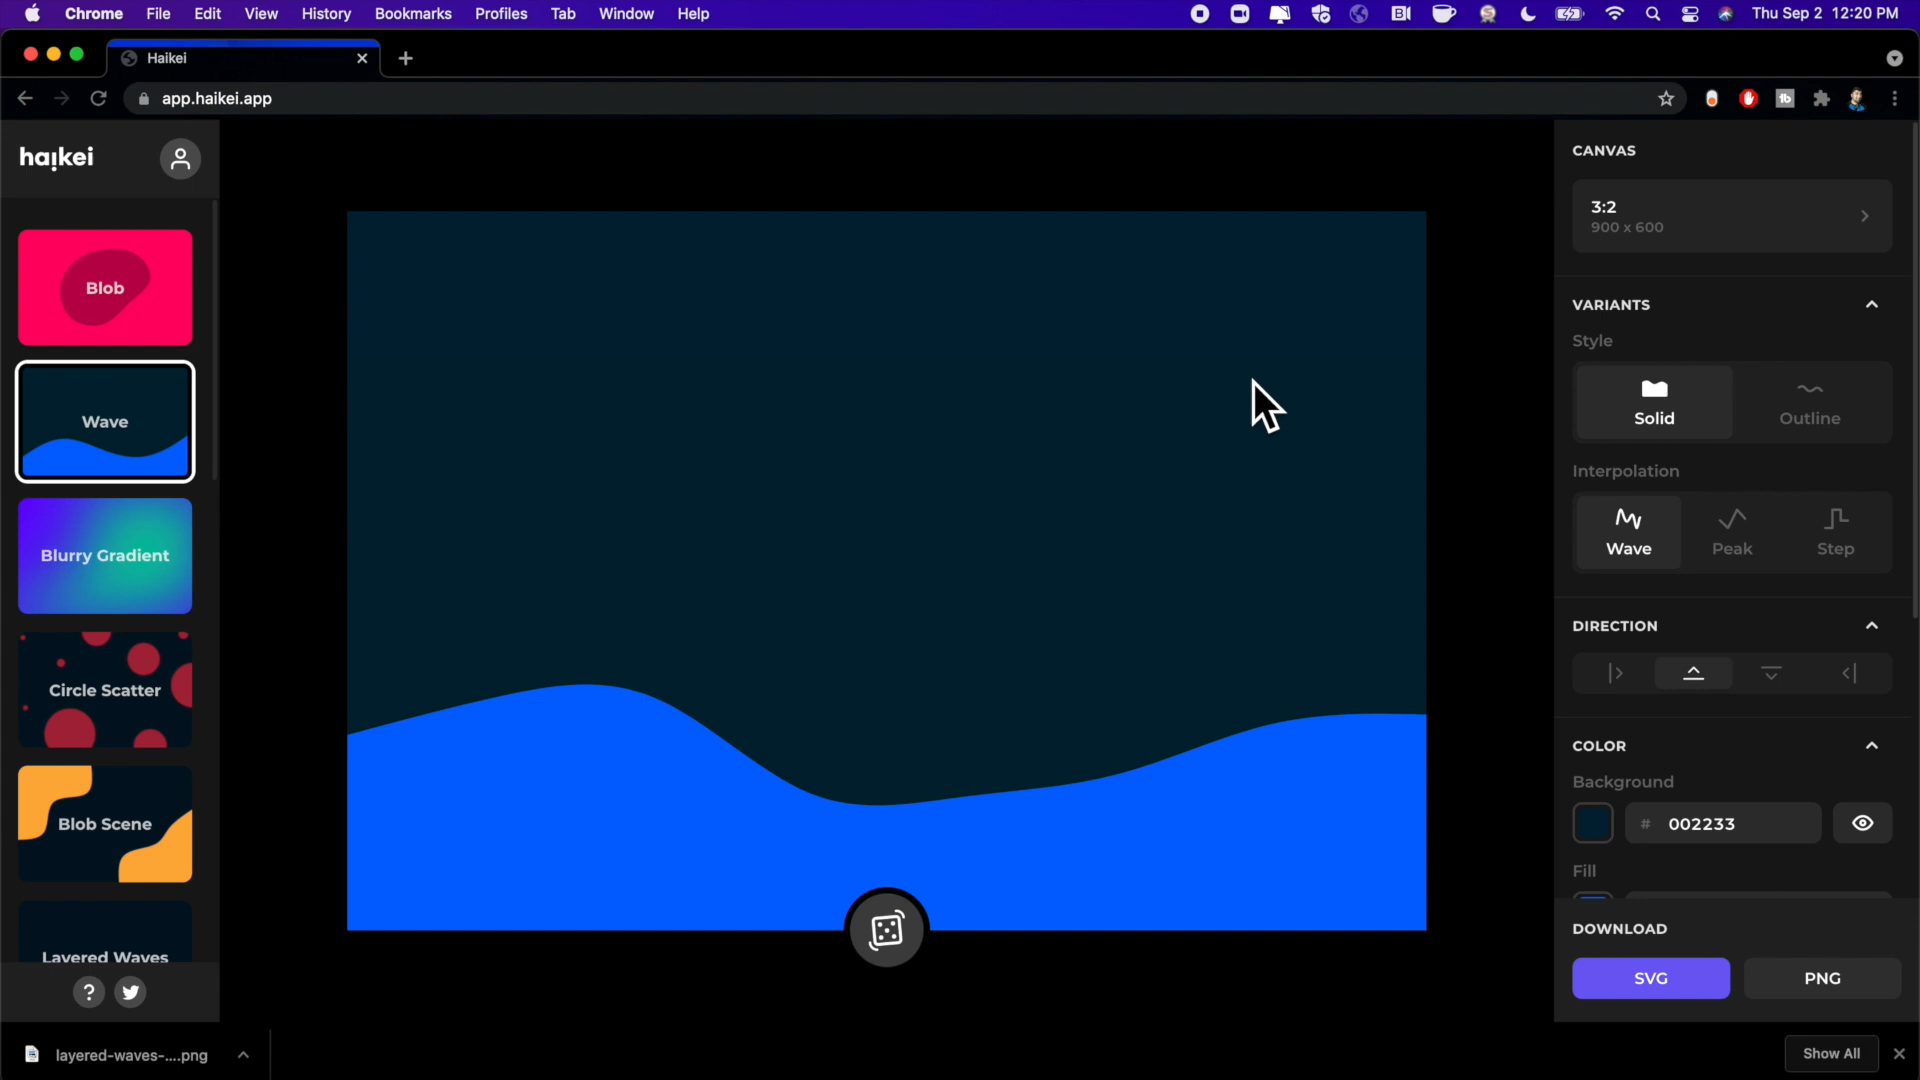 Chrome File Edit View History Bookmarks Profiles Tab Window Help
Thu Sep 2 12:20 PM
Haikei
app.haikei.app
haikei
Blob
Wave
Blurry Gradient
Circle Scatter
Blob Scene
Layered Waves
?
CANVAS
3:2
900 x 600
VARIANTS
Style
Solid Outline
Interpolation
Wave Peak Step
DIRECTION
COLOR
Background
# 002233
Fill
DOWNLOAD
SVG PNG
layered-waves-....png
Show All